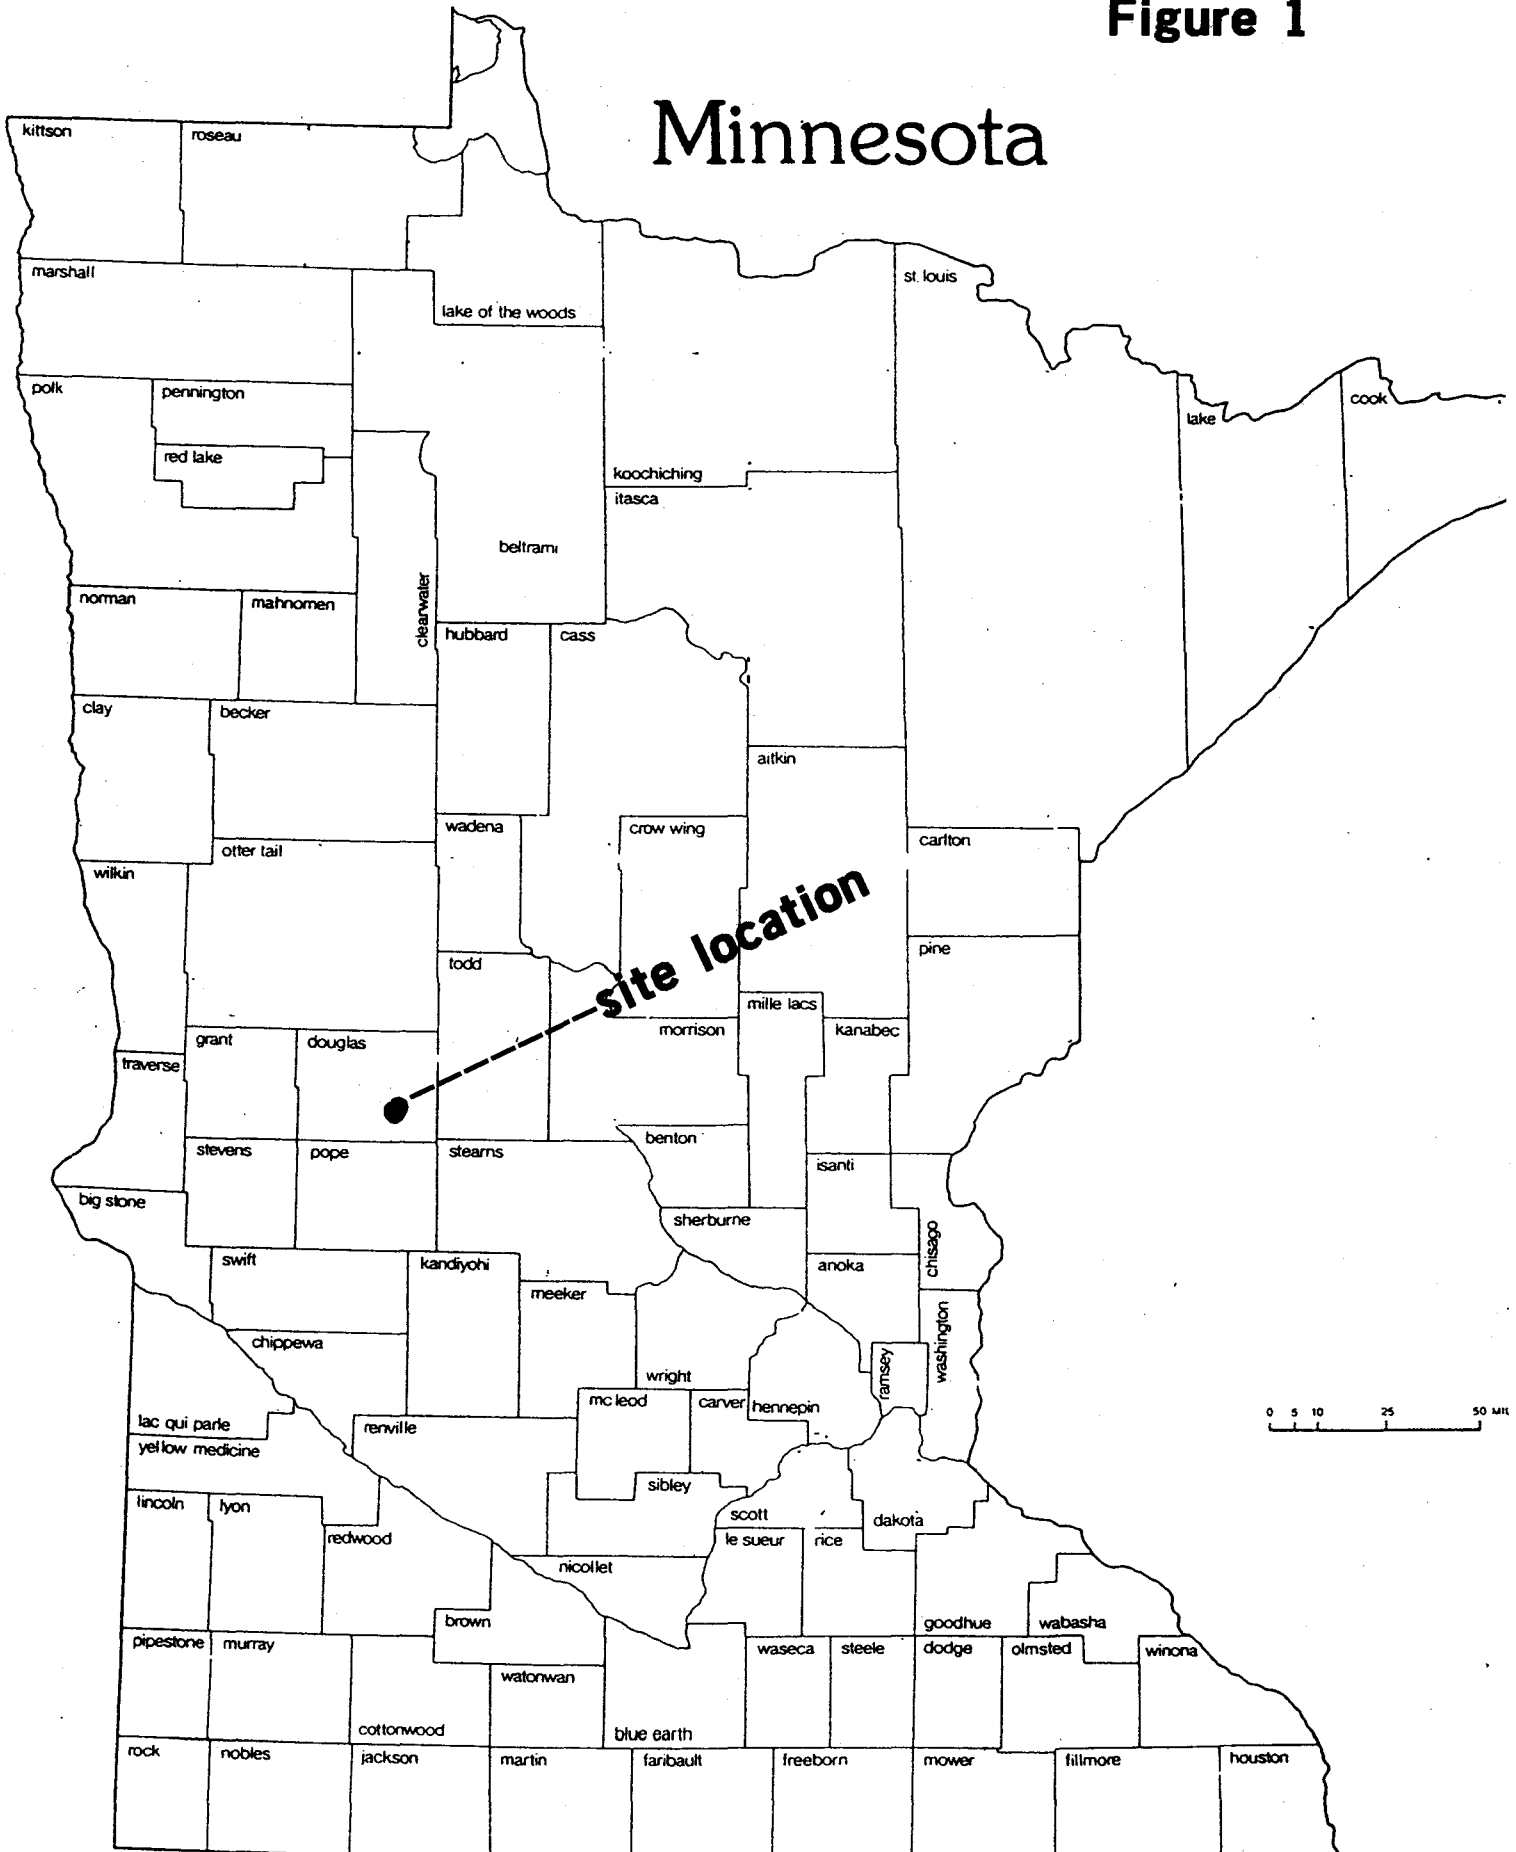 Figure 1
Minnesota
kittson
roseau
marshall
lake of the woods
st. louis
polk
pennington
lake
cook
red lake
koochiching
itasca
beltrami
clearwater
norman
mahnomen
hubbard
cass
clay
becker
aitkin
wadena
crow wing
carlton
otter tail
wilkin
site location
todd
pine
mille lacs
morrison
kanabec
grant
douglas
traverse
stevens
pope
stearns
benton
isanti
big stone
sherburne
chisago
swift
kandiyohi
anoka
meeker
washington
chippewa
ramsey
wright
mc leod
carver
hennepin
lac qui parle
renville
yellow medicine
0 5 10 25 50
sibley
lincoln
lyon
scott
dakota
redwood
le sueur
rice
nicollet
brown
goodhue
wabasha
pipestone
murray
waseca
steele
dodge
olmsted
winona
watonwan
cottonwood
blue earth
rock
nobles
jackson
martin
faribault
freeborn
mower
fillmore
houston